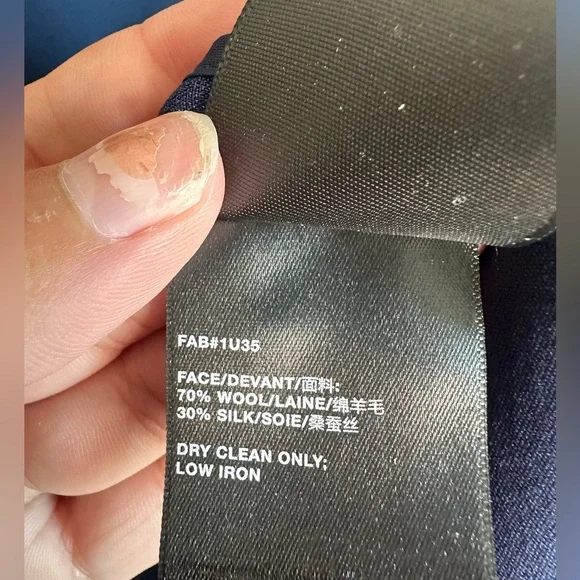 FAB#1U35
FACE/DEVANT/面料:
70% WOOL/LAINE/绵羊毛
30% SILK/SOIE/桑蚕丝
DRY CLEAN ONLY;
LOW IRON